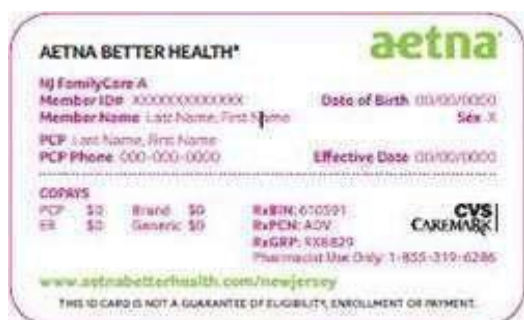 AETNA BETTER HEALTH®
aetna
NJ FamilyCare A
Member ID# XXXXXXXXXXXX Date of Birth 00/00/0000
Member Name Last Name, First Name Sex X
PCP Last Name, First Name
PCP Phone 000-000-0000 Effective Date 00/00/0000
COPAYS
PCP $0 Brand $0 RxBIN: 610591 CVS
ER $0 Generic $0 RxPCN: ADV CAREMARK
RxGRP: RX8829
Pharmacist Use Only: 1-855-319-6286
www.aetnabetterhealth.com/newjersey
THIS ID CARD IS NOT A GUARANTEE OF ELIGIBILITY, ENROLLMENT OR PAYMENT.